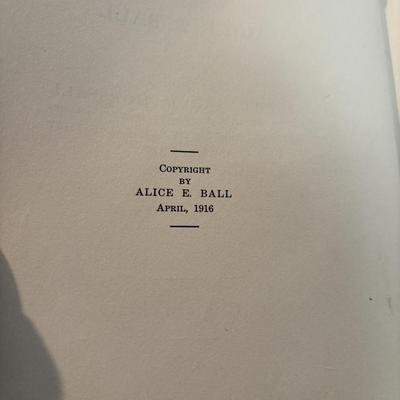 COPYRIGHT
BY
ALICE E. BALL
APRIL, 1916